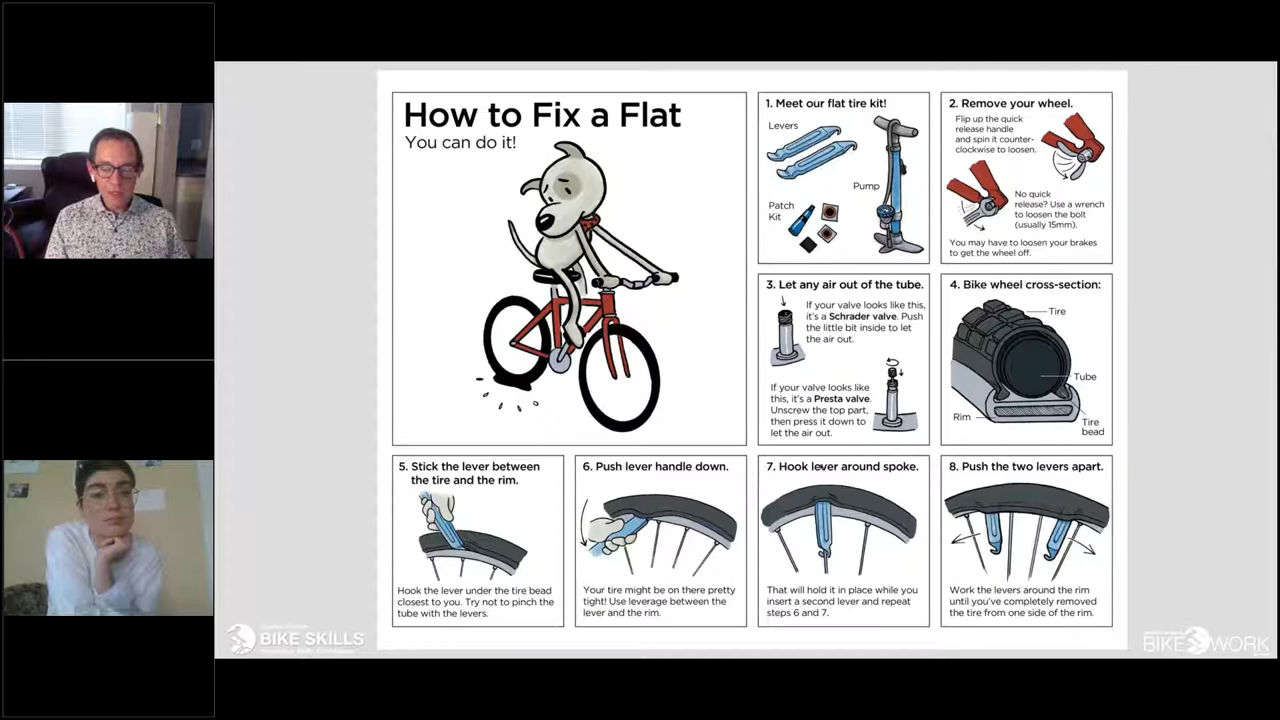 How to Fix a Flat
You can do it!
1. Meet our flat tire kit!
Levers
Pump
Patch
Kit
2. Remove your wheel.
Flip up the quick
release handle
and spin it counter-
clockwise to loosen.
No quick
release? Use a wrench
to loosen the bolt
(usually 15mm).
You may have to loosen your brakes
to get the wheel off.
3. Let any air out of the tube.
If your valve looks like this,
it's a Schrader valve. Push
the little bit inside to let
the air out.
If your valve looks like
this, it's a Presta valve.
Unscrew the top part,
then press it down to
let the air out.
4. Bike wheel cross-section:
Tire
Tube
Rim
Tire
bead
5. Stick the lever between
the tire and the rim.
Hook the lever under the tire bead
closest to you. Try not to pinch the
tube with the levers.
6. Push lever handle down.
Your tire might be on there pretty
tight! Use leverage between the
lever and the rim.
7. Hook lever around spoke.
That will hold it in place while you
insert a second lever and repeat
steps 6 and 7.
8. Push the two levers apart.
Work the levers around the rim
until you've completely removed
the tire from one side of the rim.
BIKE SKILLS
BIKE WORK